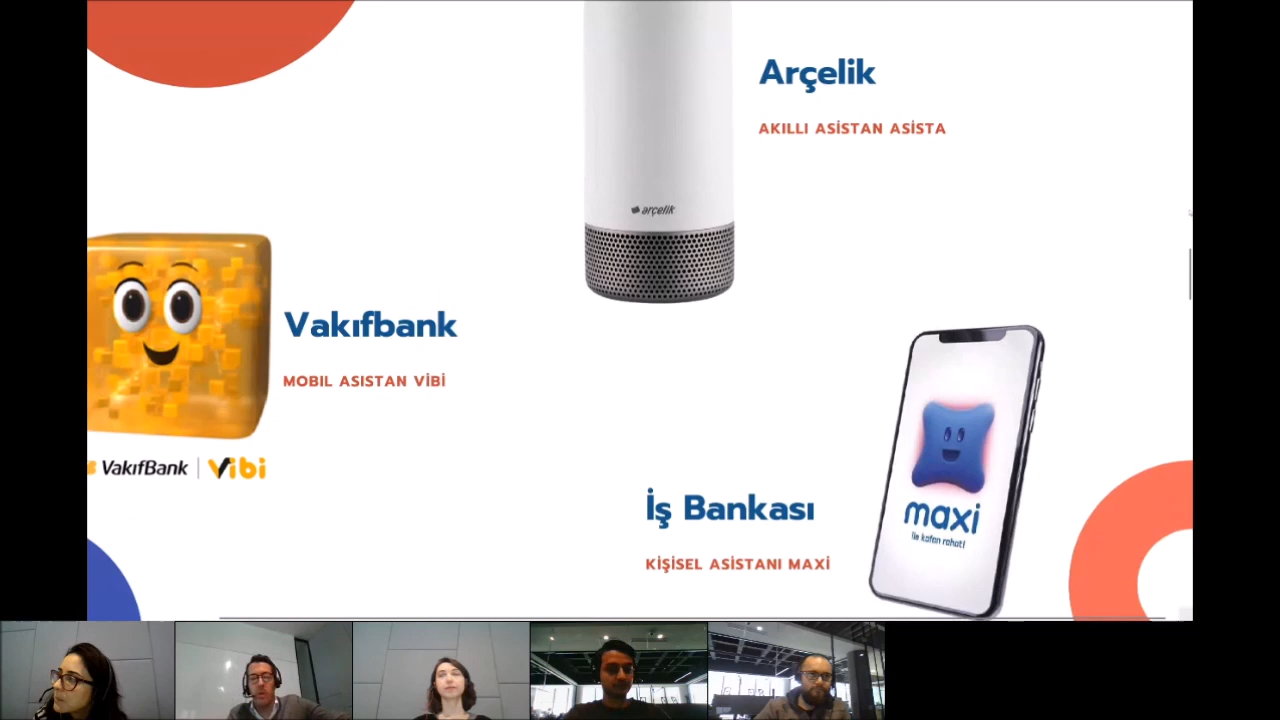 Arçelik
AKILLI ASİSTAN ASİSTA
arçelik
Vakıfbank
MOBIL ASISTAN VİBİ
VakıfBank | Vibi
İş Bankası
KİŞİSEL ASİSTANI MAXİ
maxi
ile kafan rahat!